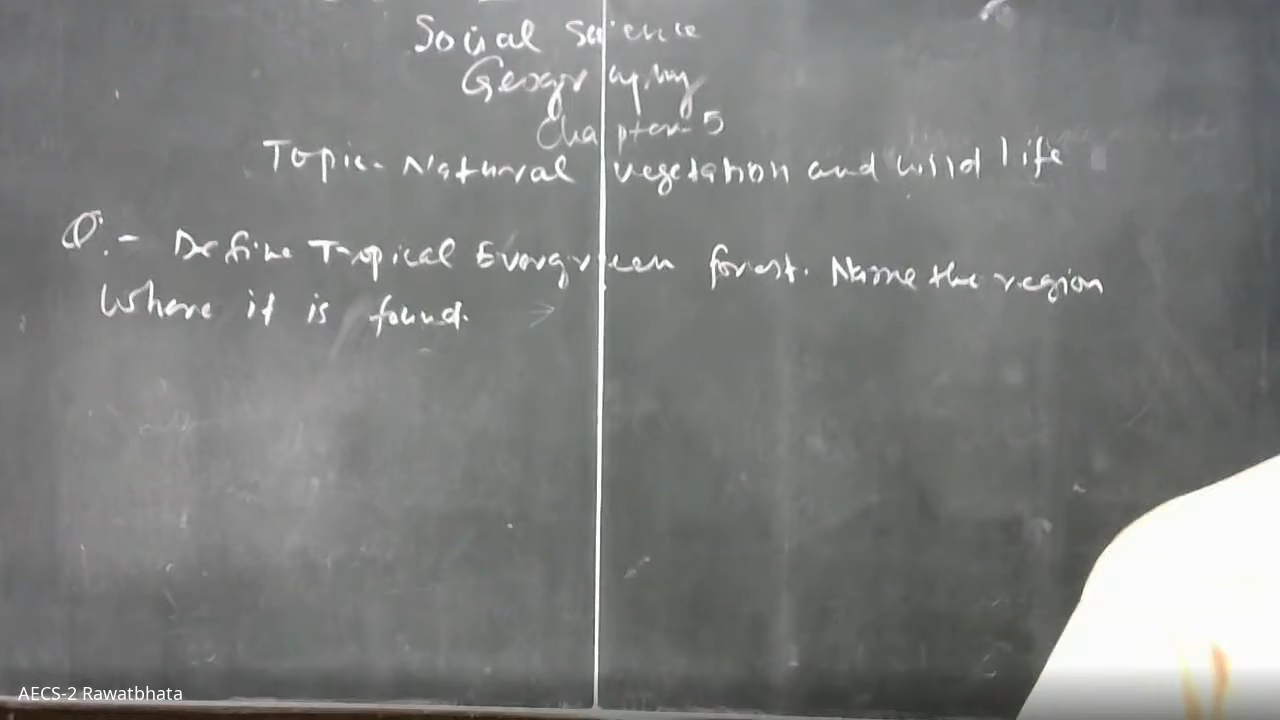 Social Science
Geography
Chapter-5
Topic- Natural vegetation and wild life
Q.- Define Tropical Evergreen forest. Name the region
Where it is found.
AECS-2 Rawatbhata